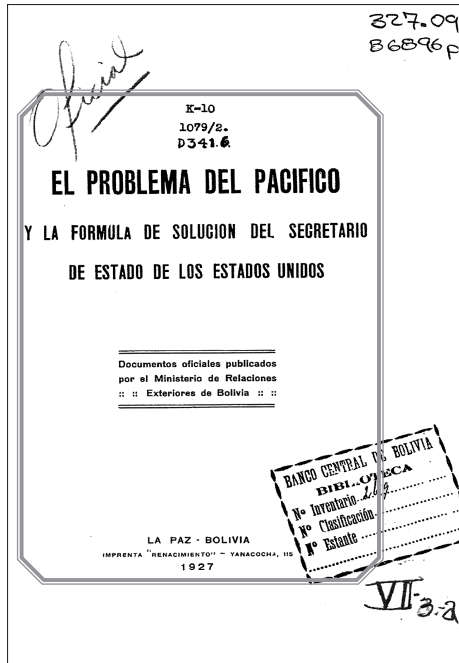 327.09
B6896p
Oficial
K-10
1079/2.
D341.6
EL PROBLEMA DEL PACIFICO
Y LA FORMULA DE SOLUCION DEL SECRETARIO
DE ESTADO DE LOS ESTADOS UNIDOS
Documentos oficiales publicados
por el Ministerio de Relaciones
:: :: Exteriores de Bolivia :: ::
BANCO CENTRAL DE BOLIVIA
BIBLIOTECA
Nº Inventario
Nº Clasificación
Nº Estante
LA PAZ - BOLIVIA
IMPRENTA "RENACIMIENTO" - YANACOCHA, 115
1927
VII-3-2